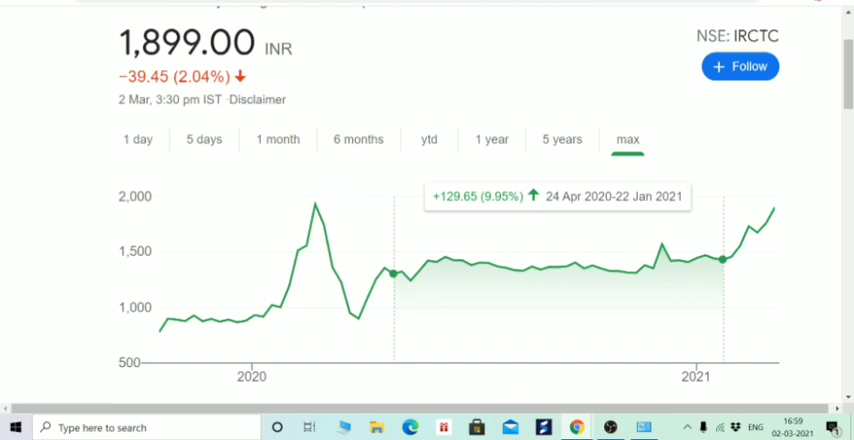 1,899.00 INR
NSE: IRCTC
+ Follow
−39.45 (2.04%) ↓
2 Mar, 3:30 pm IST ·Disclaimer
1 day 5 days 1 month 6 months ytd 1 year 5 years max
+129.65 (9.95%) ↑ 24 Apr 2020-22 Jan 2021
2,000
1,500
1,000
500
2020 2021
Type here to search
ENG
16:59
02-03-2021
1